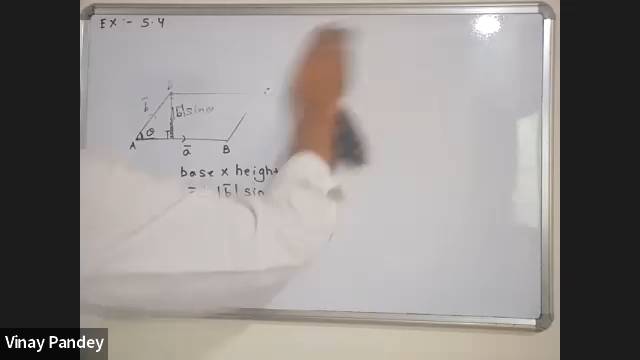 EX :- 5.4
b̄
|b̄| sinθ
θ
A
ā
B
base x height
|b̄| sin
Vinay Pandey